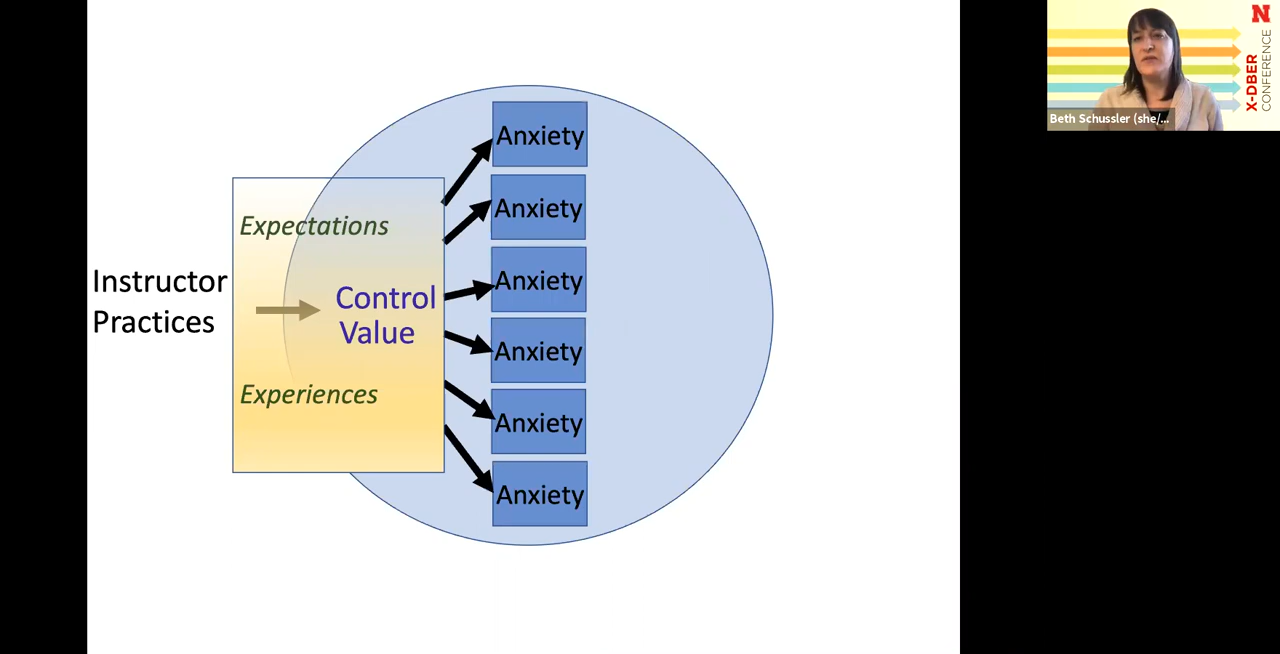 Instructor
Practices
Expectations
Control
Value
Experiences
Anxiety
Anxiety
Anxiety
Anxiety
Anxiety
Anxiety
N
X-DBER
CONFERENCE
Beth Schussler (she/...